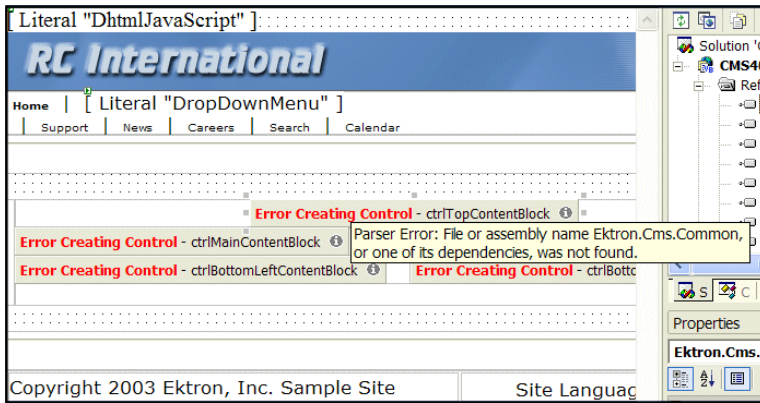 [ Literal "DhtmlJavaScript" ]
Solution '
RC International
CMS4
Ref
Home | [ Literal "DropDownMenu" ]
| Support | News | Careers | Search | Calendar
Error Creating Control - ctrlTopContentBlock
Parser Error: File or assembly name Ektron.Cms.Common,
or one of its dependencies, was not found.
Error Creating Control - ctrlMainContentBlock
Error Creating Control - ctrlBottomLeftContentBlock
Error Creating Control - ctrlBotto
S C
Properties
Ektron.Cms.
Copyright 2003 Ektron, Inc. Sample Site
Site Languag